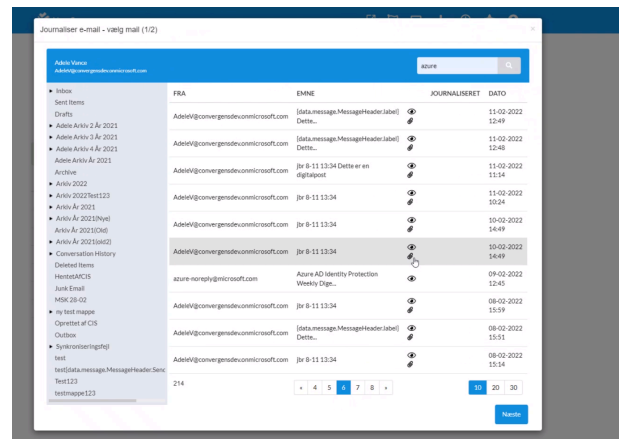 Journaliser e-mail - vælg mail (1/2)
×
Adele Vance
AdeleV@convergensdev.onmicrosoft.com
azure
Inbox
Sent Items
Drafts
Adele Arkiv 2 År 2021
Adele Arkiv 3 År 2021
Adele Arkiv 4 År 2021
Adele Arkiv År 2021
Archive
Arkiv 2022
Arkiv 2022Test123
Arkiv År 2021
Arkiv År 2021(Nye)
Arkiv År 2021(Old)
Arkiv År 2021(old2)
Conversation History
Deleted Items
HentetAfCIS
Junk Email
MSK 28-02
ny test mappe
Oprettet af CIS
Outbox
Synkroniseringsfejl
test
test[data.message.MessageHeader.Senc
Test123
testmappe123
FRA EMNE JOURNALISERET DATO
AdeleV@convergensdev.onmicrosoft.com [data.message.MessageHeader.label] 11-02-2022
Dette... 12:49
AdeleV@convergensdev.onmicrosoft.com [data.message.MessageHeader.label] 11-02-2022
Dette... 12:48
AdeleV@convergensdev.onmicrosoft.com jbr 8-11 13:34 Dette er en 11-02-2022
digitalpost 11:14
AdeleV@convergensdev.onmicrosoft.com jbr 8-11 13:34 11-02-2022
10:24
AdeleV@convergensdev.onmicrosoft.com jbr 8-11 13:34 10-02-2022
14:49
AdeleV@convergensdev.onmicrosoft.com jbr 8-11 13:34 10-02-2022
14:49
azure-noreply@microsoft.com Azure AD Identity Protection 09-02-2022
Weekly Dige... 12:45
AdeleV@convergensdev.onmicrosoft.com jbr 8-11 13:34 08-02-2022
15:59
AdeleV@convergensdev.onmicrosoft.com [data.message.MessageHeader.label] 08-02-2022
Dette... 15:51
AdeleV@convergensdev.onmicrosoft.com jbr 8-11 13:34 08-02-2022
15:14
214 « 4 5 6 7 8 » 10 20 30
Næste